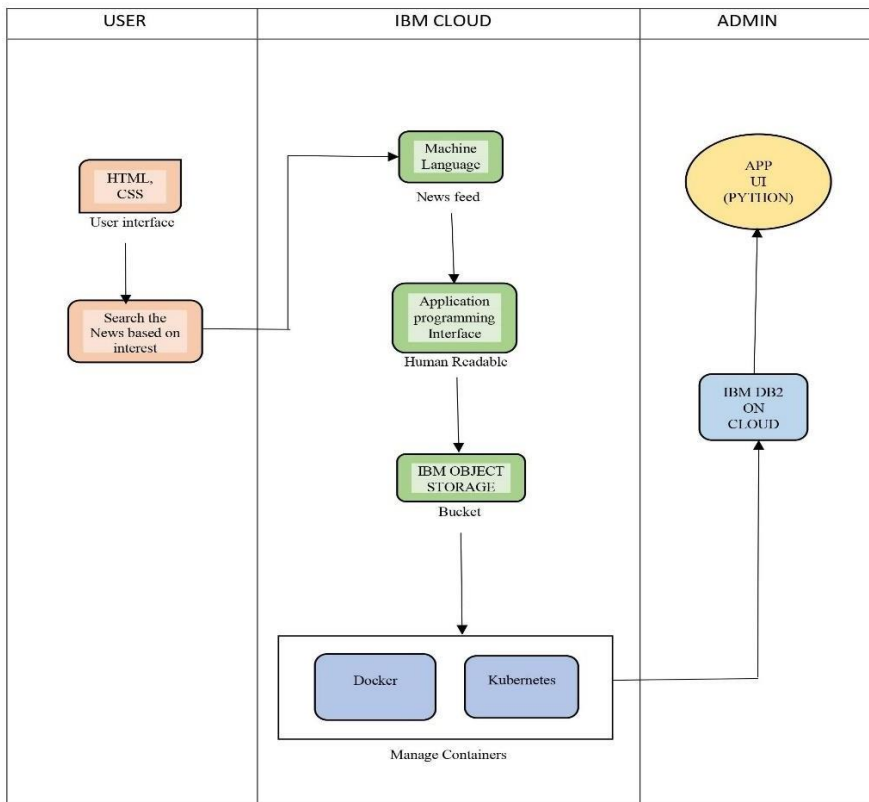 USER
IBM CLOUD
ADMIN
HTML,
CSS
User interface
Search the
News based on
interest
Machine
Language
News feed
Application
programming
Interface
Human Readable
IBM OBJECT
STORAGE
Bucket
Docker
Kubernetes
Manage Containers
APP
UI
(PYTHON)
IBM DB2
ON
CLOUD